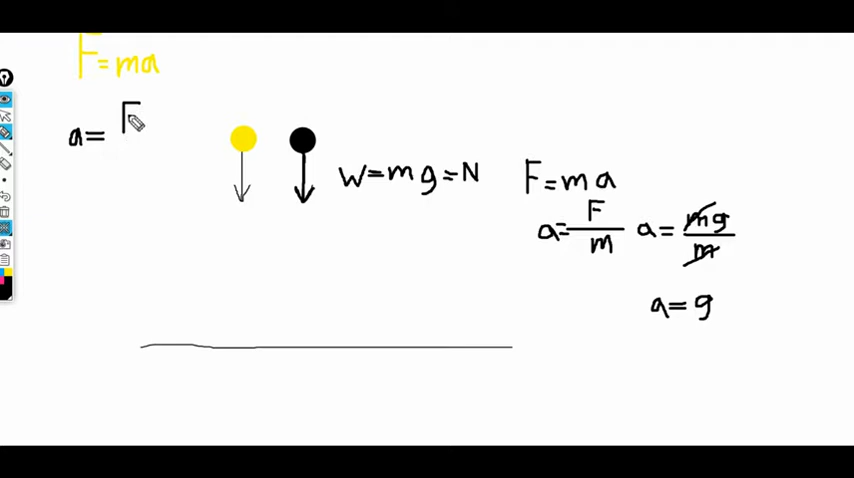 F=ma
a= F
W=mg=N
F=ma
a= F/m a= mg/m
a=g